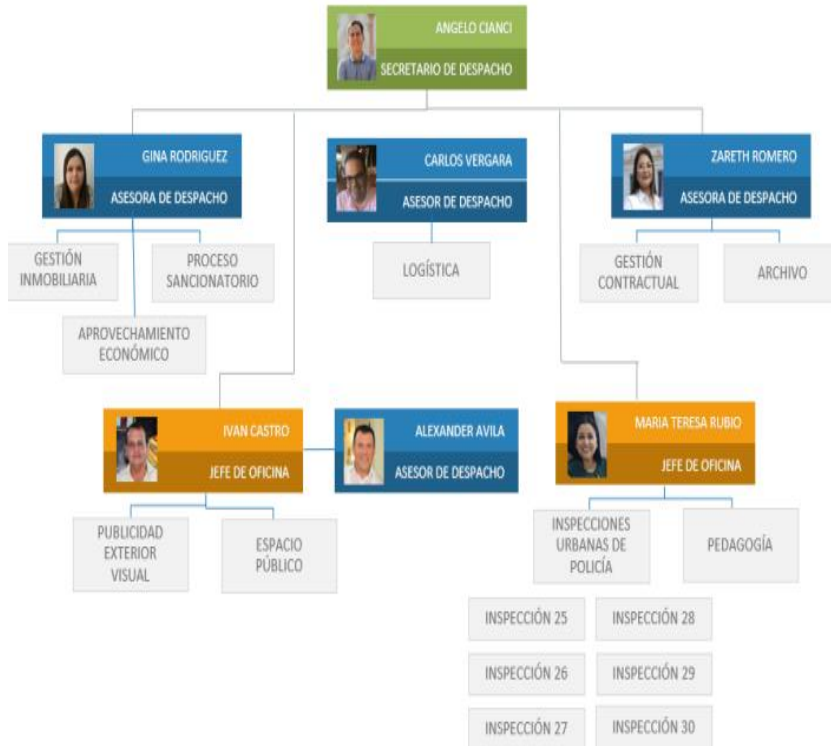 ANGELO CIANCI
SECRETARIO DE DESPACHO
GINA RODRIGUEZ
ASESORA DE DESPACHO
CARLOS VERGARA
ASESOR DE DESPACHO
ZARETH ROMERO
ASESORA DE DESPACHO
GESTIÓN
INMOBILIARIA
PROCESO
SANCIONATORIO
APROVECHAMIENTO
ECONÓMICO
LOGÍSTICA
GESTIÓN
CONTRACTUAL
ARCHIVO
IVAN CASTRO
JEFE DE OFICINA
ALEXANDER AVILA
ASESOR DE DESPACHO
MARIA TERESA RUBIO
JEFE DE OFICINA
PUBLICIDAD
EXTERIOR
VISUAL
ESPACIO
PÚBLICO
INSPECCIONES
URBANAS DE
POLICÍA
PEDAGOGÍA
INSPECCIÓN 25
INSPECCIÓN 28
INSPECCIÓN 26
INSPECCIÓN 29
INSPECCIÓN 27
INSPECCIÓN 30